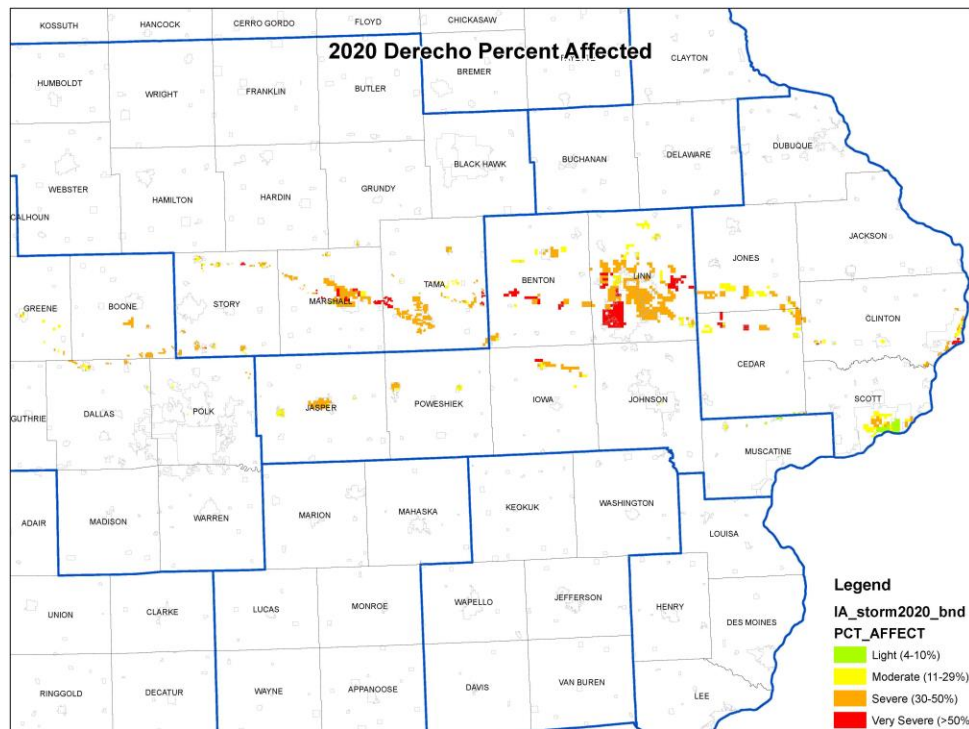 KOSSUTH HANCOCK CERRO GORDO FLOYD CHICKASAW
2020 Derecho Percent Affected
CLAYTON
HUMBOLDT WRIGHT FRANKLIN BUTLER BREMER
DUBUQUE
WEBSTER HAMILTON HARDIN GRUNDY BLACK HAWK BUCHANAN DELAWARE
CALHOUN
JACKSON
GREENE BOONE STORY MARSHALL TAMA BENTON LINN JONES
CLINTON
CEDAR
GUTHRIE DALLAS POLK JASPER POWESHIEK IOWA JOHNSON SCOTT
MUSCATINE
ADAIR MADISON WARREN MARION MAHASKA KEOKUK WASHINGTON
LOUISA
UNION CLARKE LUCAS MONROE WAPELLO JEFFERSON HENRY
DES MOINES
RINGGOLD DECATUR WAYNE APPANOOSE DAVIS VAN BUREN LEE
Legend
IA_storm2020_bnd
PCT_AFFECT
Light (4-10%)
Moderate (11-29%)
Severe (30-50%)
Very Severe (>50%